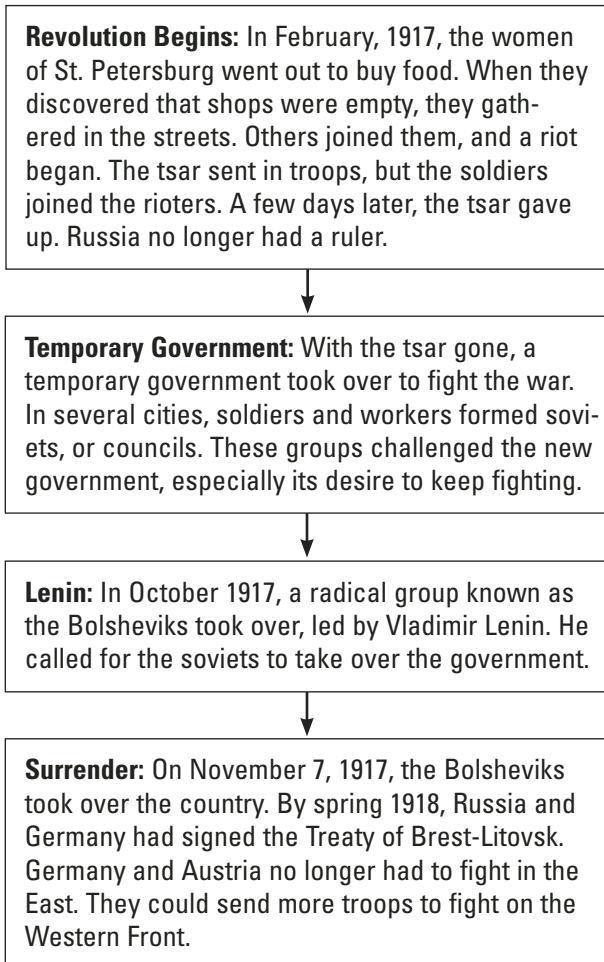 Revolution Begins: In February, 1917, the women
of St. Petersburg went out to buy food. When they
discovered that shops were empty, they gath-
ered in the streets. Others joined them, and a riot
began. The tsar sent in troops, but the soldiers
joined the rioters. A few days later, the tsar gave
up. Russia no longer had a ruler.
Temporary Government: With the tsar gone, a
temporary government took over to fight the war.
In several cities, soldiers and workers formed sovi-
ets, or councils. These groups challenged the new
government, especially its desire to keep fighting.
Lenin: In October 1917, a radical group known as
the Bolsheviks took over, led by Vladimir Lenin. He
called for the soviets to take over the government.
Surrender: On November 7, 1917, the Bolsheviks
took over the country. By spring 1918, Russia and
Germany had signed the Treaty of Brest-Litovsk.
Germany and Austria no longer had to fight in the
East. They could send more troops to fight on the
Western Front.